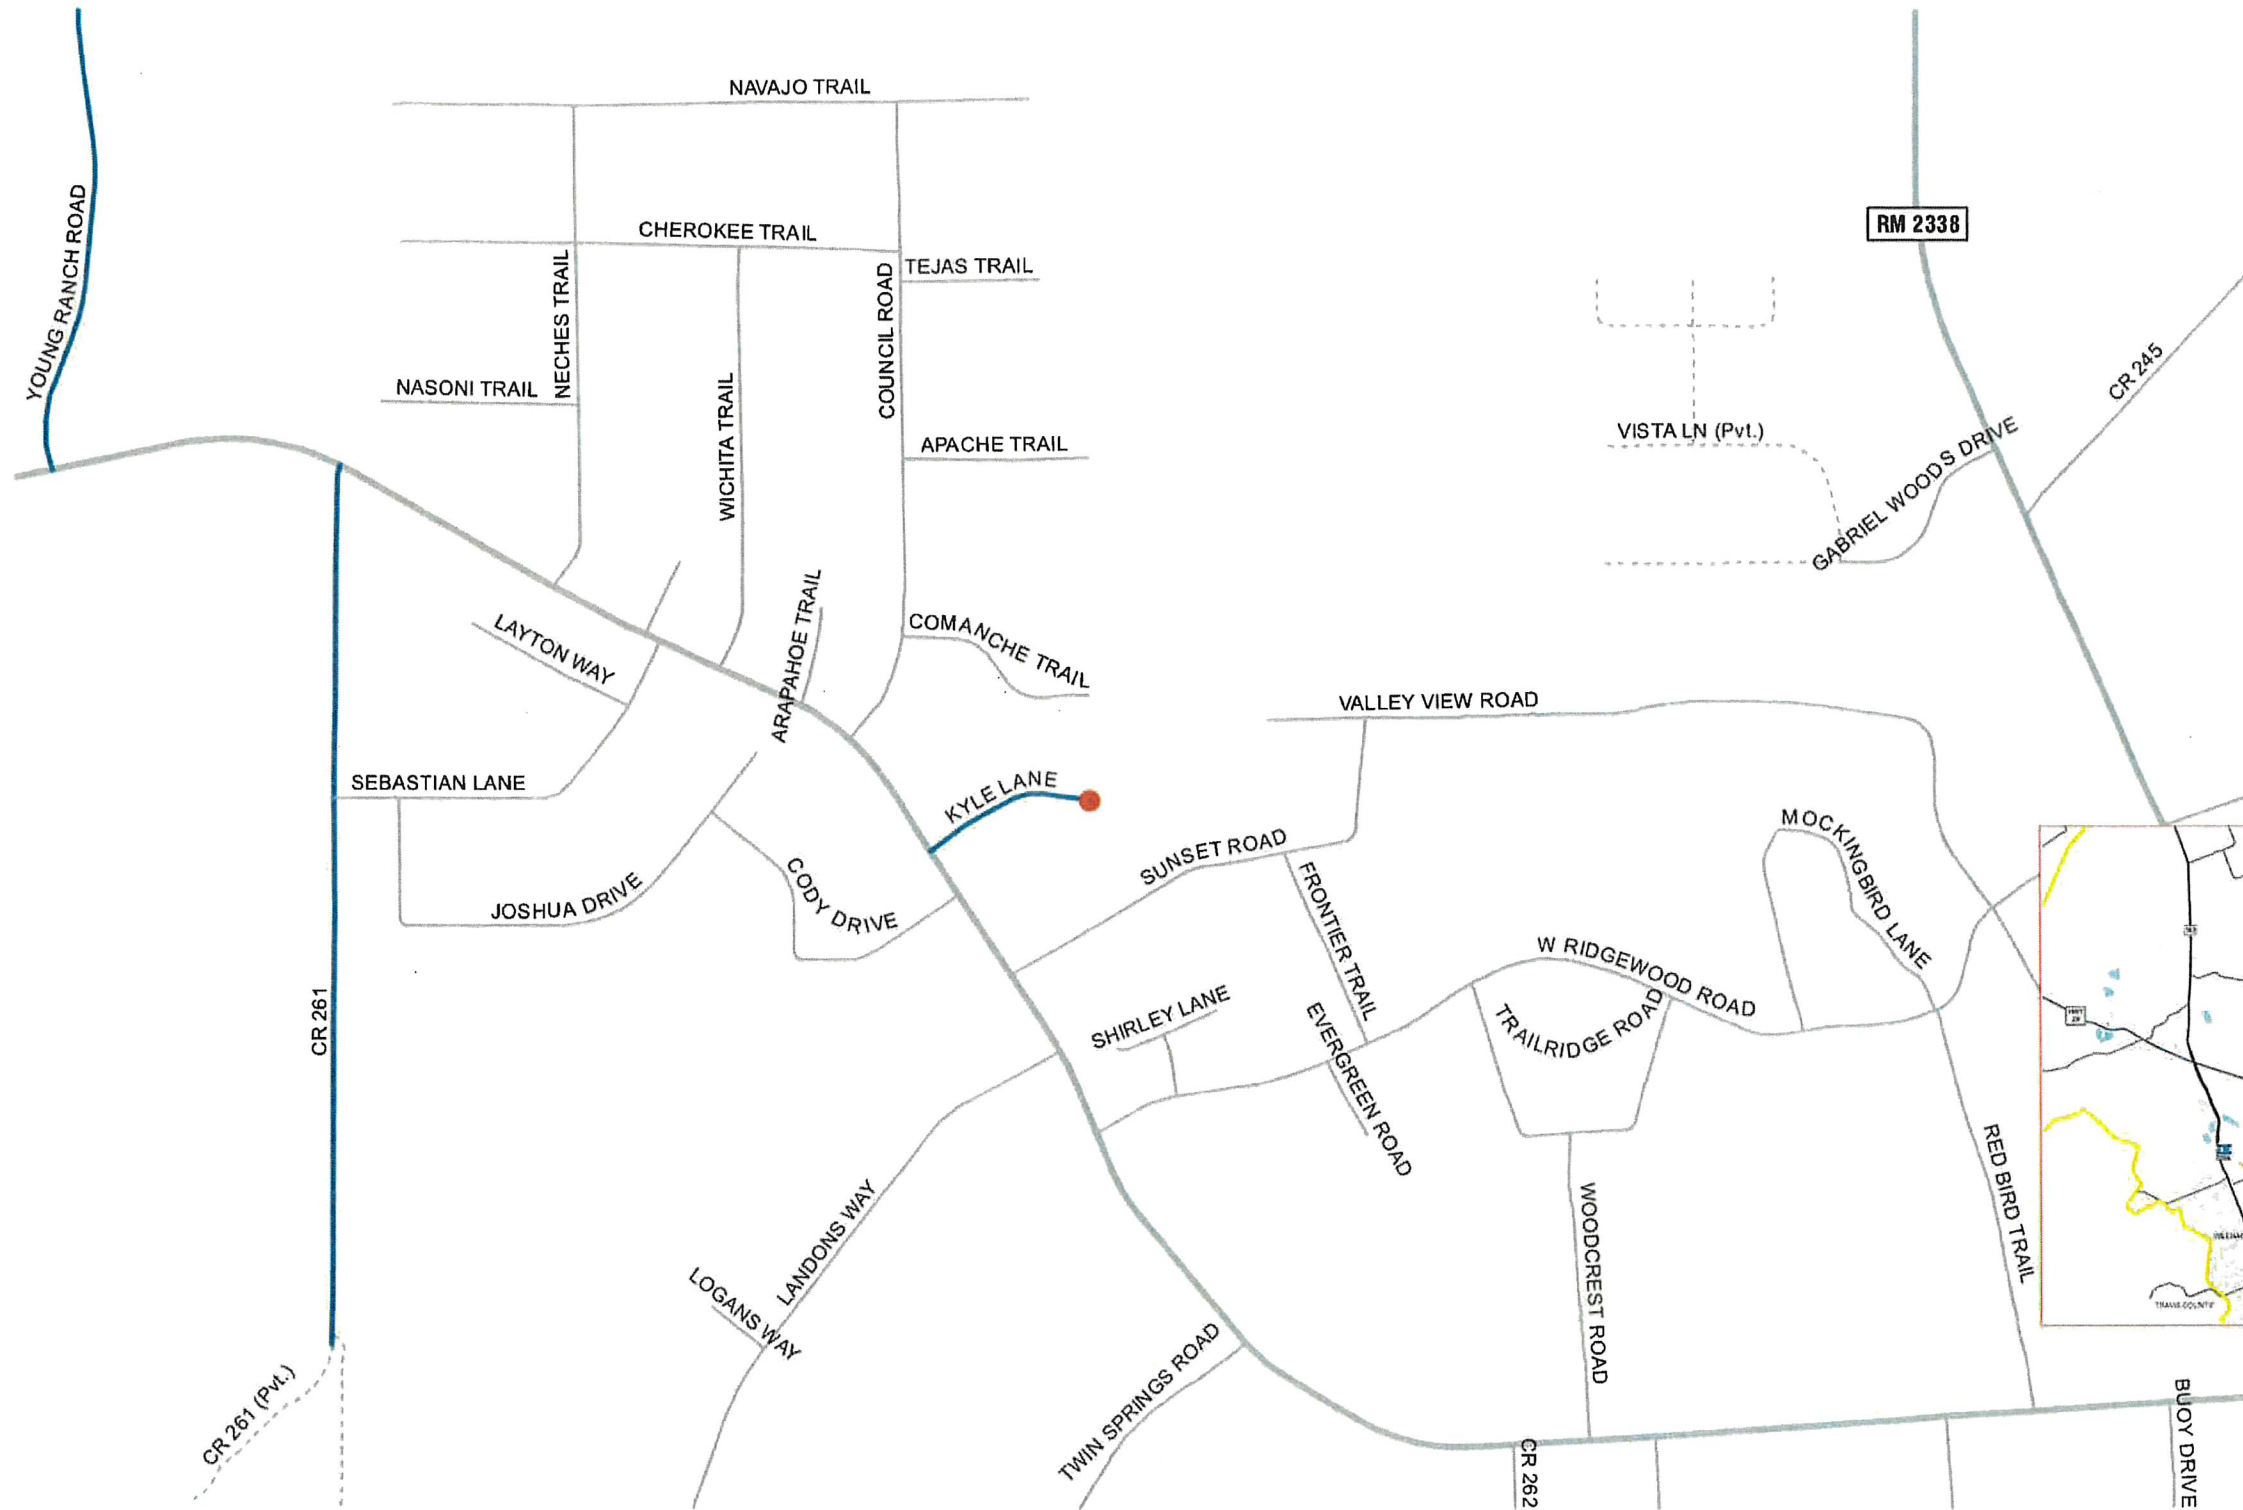 NAVAJO TRAIL
YOUNG RANCH ROAD
RM 2338
CHEROKEE TRAIL
NECHES TRAIL
COUNCIL ROAD
TEJAS TRAIL
NASONI TRAIL
WICHITA TRAIL
APACHE TRAIL
CR 245
VISTA LN (Pvt.)
GABRIEL WOODS DRIVE
LAYTON WAY
ARAPAHOE TRAIL
COMANCHE TRAIL
VALLEY VIEW ROAD
SEBASTIAN LANE
KYLE LANE
MOCKINGBIRD LANE
SUNSET ROAD
JOSHUA DRIVE
CODY DRIVE
FRONTIER TRAIL
W RIDGEWOOD ROAD
CR 261
SHIRLEY LANE
TRAILRIDGE ROAD
EVERGREEN ROAD
RED BIRD TRAIL
LANDONS WAY
WOODCREST ROAD
LOGANS WAY
TRAVIS COUNTY
TWIN SPRINGS ROAD
CR 261 (Pvt.)
CR 262
BUOY DRIVE